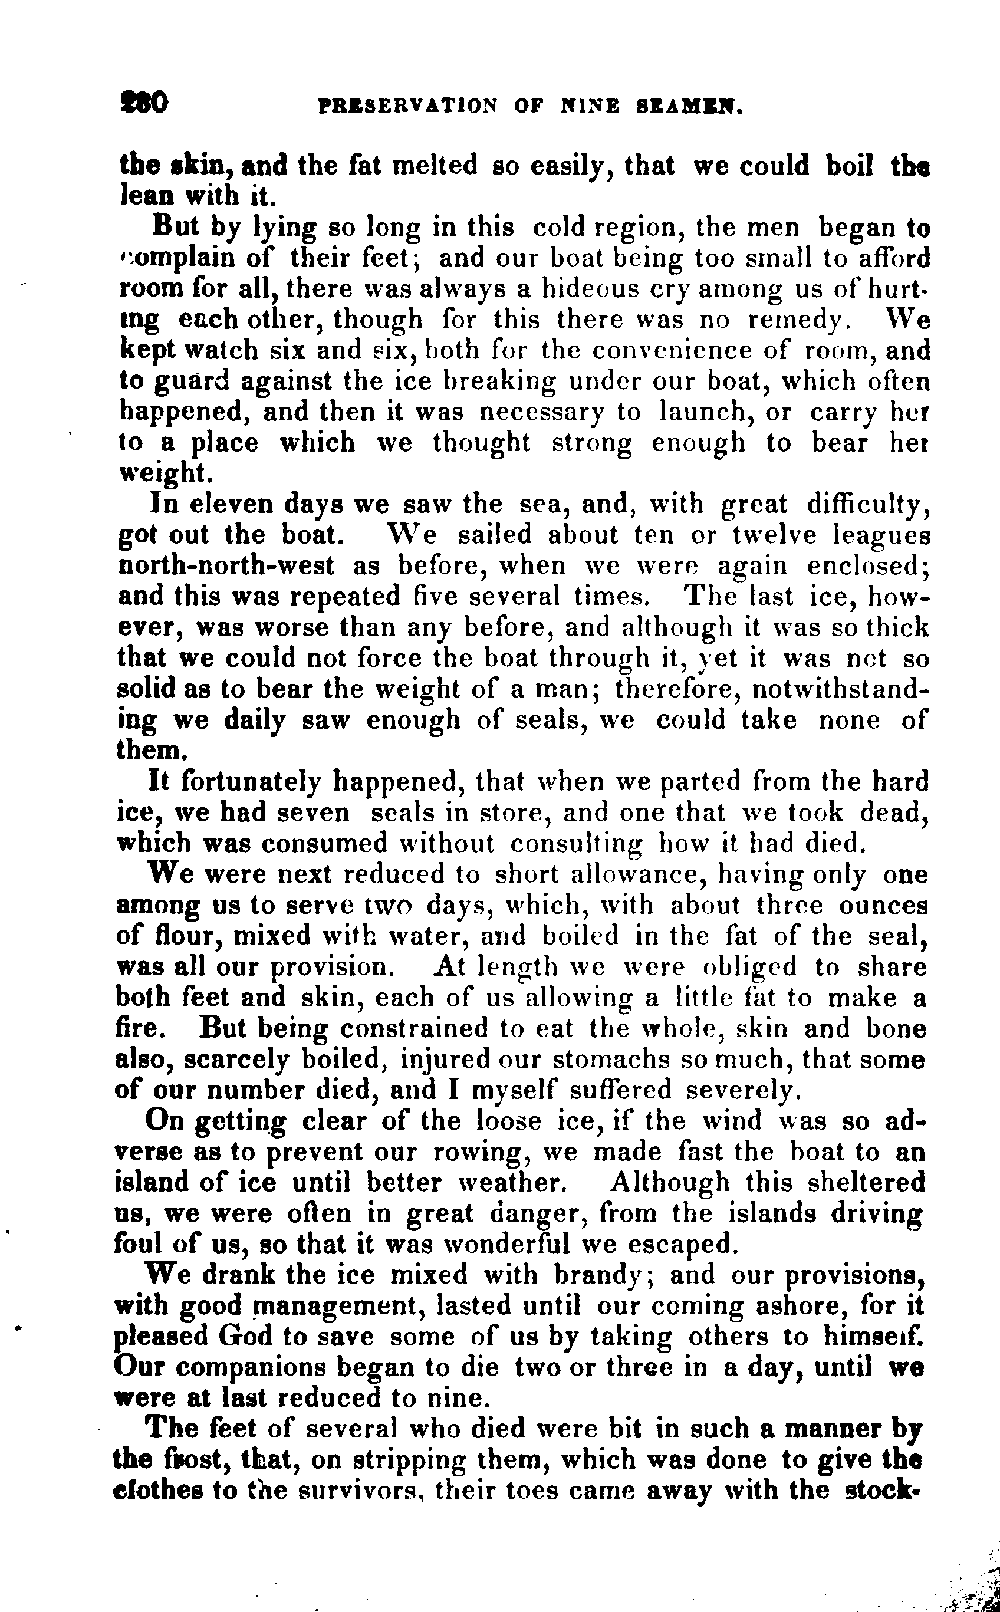 280 PRESERVATION OF NINE SEAMEN.
the skin, and the fat melted so easily, that we could boil the
lean with it.
But by lying so long in this cold region, the men began to
complain of their feet; and our boat being too small to afford
room for all, there was always a hideous cry among us of hurt-
ing each other, though for this there was no remedy. We
kept watch six and six, both for the convenience of room, and
to guard against the ice breaking under our boat, which often
happened, and then it was necessary to launch, or carry her
to a place which we thought strong enough to bear her
weight.
In eleven days we saw the sea, and, with great difficulty,
got out the boat. We sailed about ten or twelve leagues
north-north-west as before, when we were again enclosed;
and this was repeated five several times. The last ice, how-
ever, was worse than any before, and although it was so thick
that we could not force the boat through it, yet it was not so
solid as to bear the weight of a man; therefore, notwithstand-
ing we daily saw enough of seals, we could take none of
them.
It fortunately happened, that when we parted from the hard
ice, we had seven seals in store, and one that we took dead,
which was consumed without consulting how it had died.
We were next reduced to short allowance, having only one
among us to serve two days, which, with about three ounces
of flour, mixed with water, and boiled in the fat of the seal,
was all our provision. At length we were obliged to share
both feet and skin, each of us allowing a little fat to make a
fire. But being constrained to eat the whole, skin and bone
also, scarcely boiled, injured our stomachs so much, that some
of our number died, and I myself suffered severely.
On getting clear of the loose ice, if the wind was so ad-
verse as to prevent our rowing, we made fast the boat to an
island of ice until better weather. Although this sheltered
us, we were often in great danger, from the islands driving
foul of us, so that it was wonderful we escaped.
We drank the ice mixed with brandy; and our provisions,
with good management, lasted until our coming ashore, for it
pleased God to save some of us by taking others to himself.
Our companions began to die two or three in a day, until we
were at last reduced to nine.
The feet of several who died were bit in such a manner by
the frost, that, on stripping them, which was done to give the
clothes to the survivors, their toes came away with the stock-